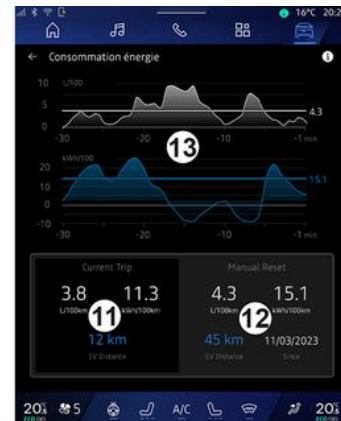 16°C 20:2
← Consommation énergie
10 L/100
5
4.3
0
-30 -20 -10 -1 min
13
kWh/100
20
15.1
10
0
-10
-30 -20 -10 -1 min
Current Trip Manual Reset
3.8 11.3 4.3 15.1
L/100km kWh/100km L/100km kWh/100km
11 12
12 km 45 km 11/03/2023
EV Distance EV Distance Since
20 5 A/C 20